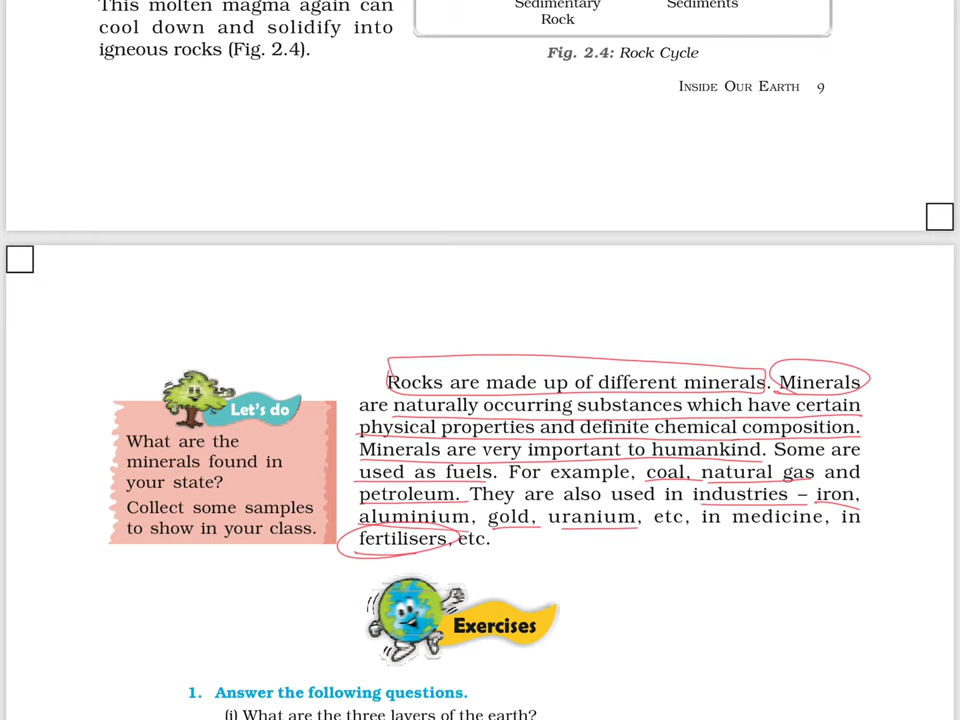 This molten magma again can
cool down and solidify into
igneous rocks (Fig. 2.4).
Sedimentary
Rock
Sediments
Fig. 2.4: Rock Cycle
INSIDE OUR EARTH 9
Let's do
What are the
minerals found in
your state?
Collect some samples
to show in your class.
Rocks are made up of different minerals. Minerals
are naturally occurring substances which have certain
physical properties and definite chemical composition.
Minerals are very important to humankind. Some are
used as fuels. For example, coal, natural gas and
petroleum. They are also used in industries – iron,
aluminium, gold, uranium, etc, in medicine, in
fertilisers, etc.
Exercises
1. Answer the following questions.
(i) What are the three layers of the earth?